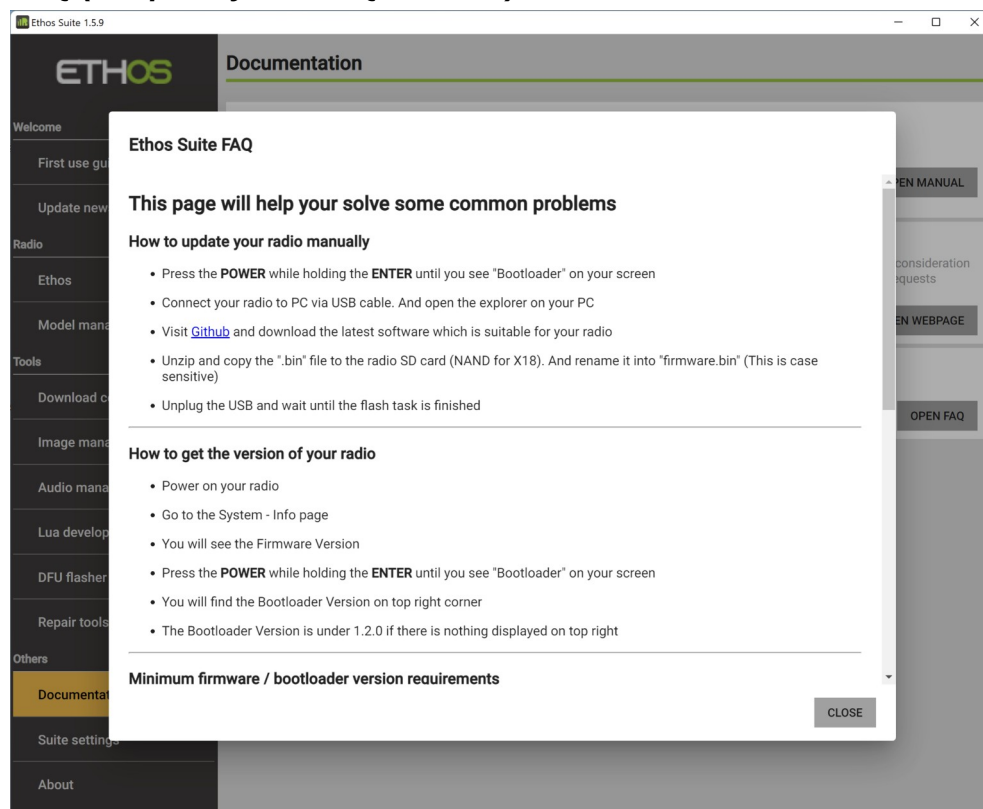 Ethos Suite 1.5.9
ETHOS
Documentation
Welcome
First use gu
Update new
Radio
Ethos
Model mana
Tools
Download c
Image mana
Audio mana
Lua develop
DFU flasher
Repair tools
Others
Documentat
Suite settings
About
PEN MANUAL
consideration
equests
EN WEBPAGE
OPEN FAQ
Ethos Suite FAQ
This page will help your solve some common problems
How to update your radio manually
• Press the POWER while holding the ENTER until you see "Bootloader" on your screen
• Connect your radio to PC via USB cable. And open the explorer on your PC
• Visit Github and download the latest software which is suitable for your radio
• Unzip and copy the ".bin" file to the radio SD card (NAND for X18). And rename it into "firmware.bin" (This is case
sensitive)
• Unplug the USB and wait until the flash task is finished
How to get the version of your radio
• Power on your radio
• Go to the System - Info page
• You will see the Firmware Version
• Press the POWER while holding the ENTER until you see "Bootloader" on your screen
• You will find the Bootloader Version on top right corner
• The Bootloader Version is under 1.2.0 if there is nothing displayed on top right
Minimum firmware / bootloader version requirements
CLOSE